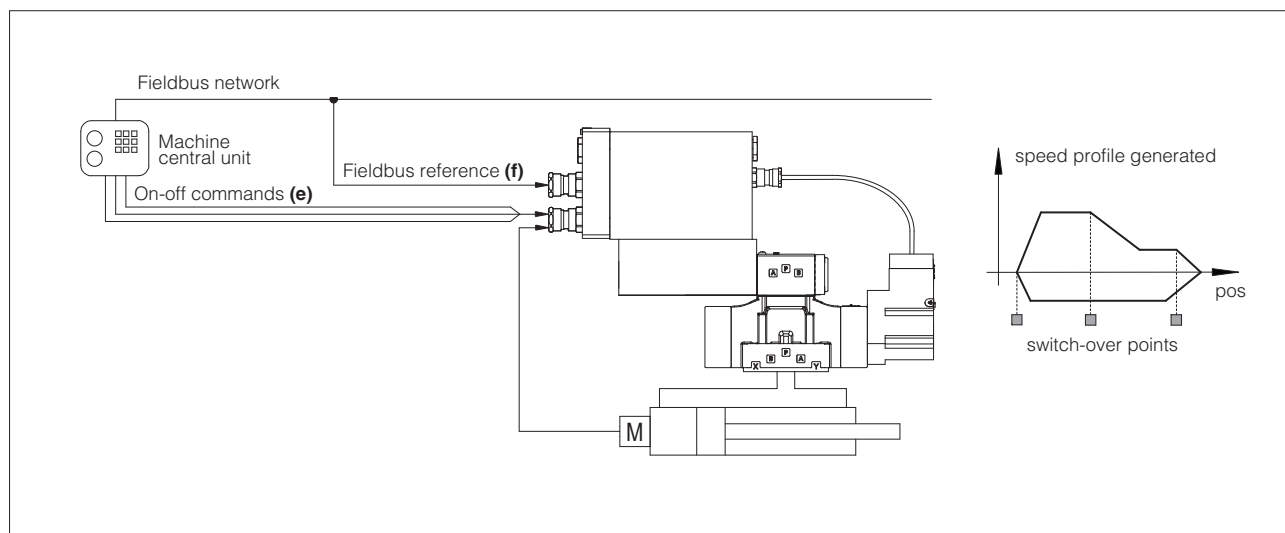 Fieldbus network
Machine
central unit
Fieldbus reference (f)
On-off commands (e)
speed profile generated
pos
switch-over points
A P B
B P A
X Y
M